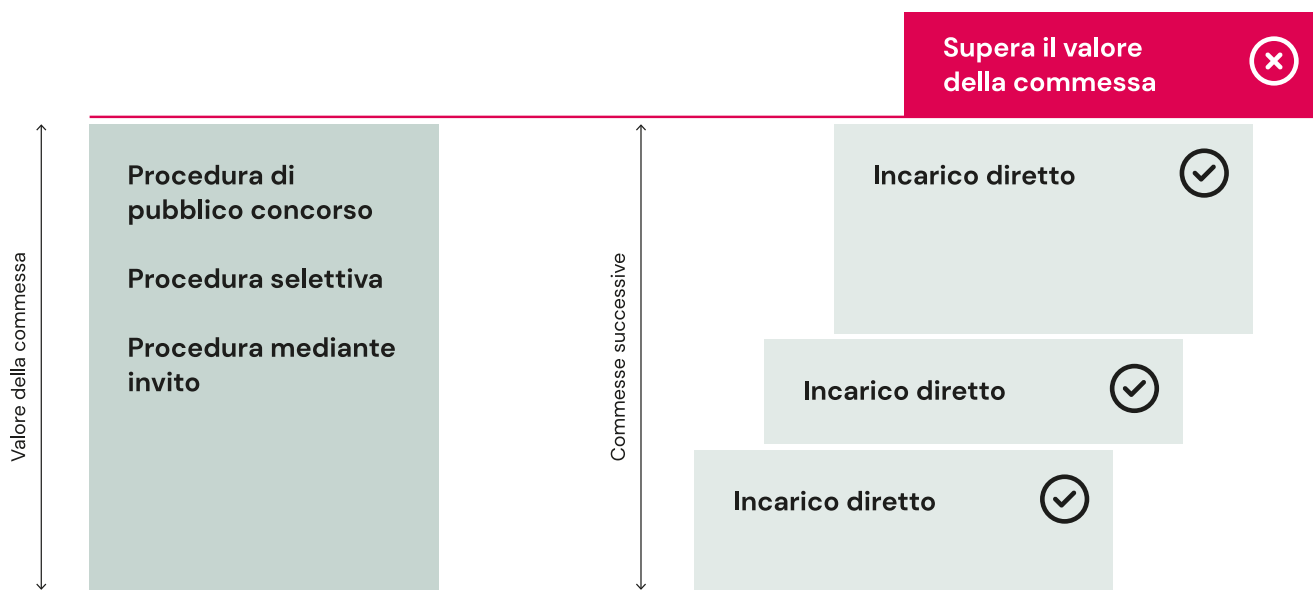 Supera il valore
della commessa
Valore della commessa
Procedura di
pubblico concorso
Procedura selettiva
Procedura mediante
invito
Commesse successive
Incarico diretto
Incarico diretto
Incarico diretto